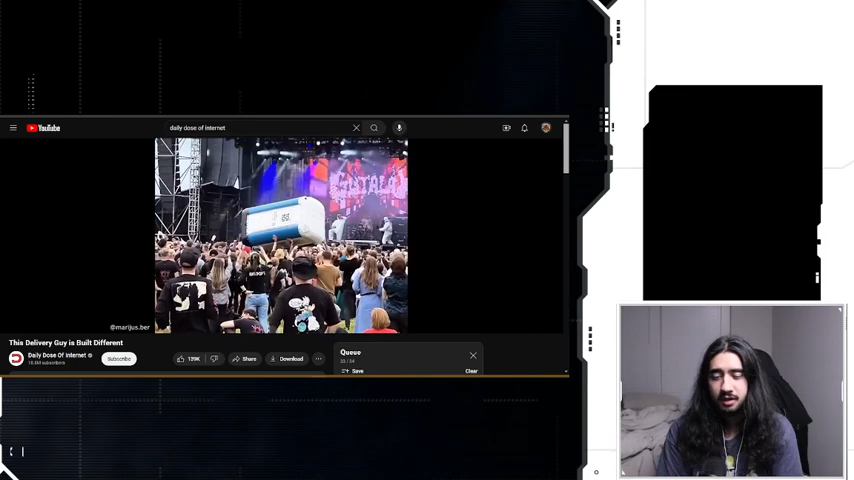 YouTube
daily dose of internet
@marijus.ber
This Delivery Guy is Built Different
Daily Dose Of Internet
Subscribe
139K
Share
Download
Queue
Save
Clear